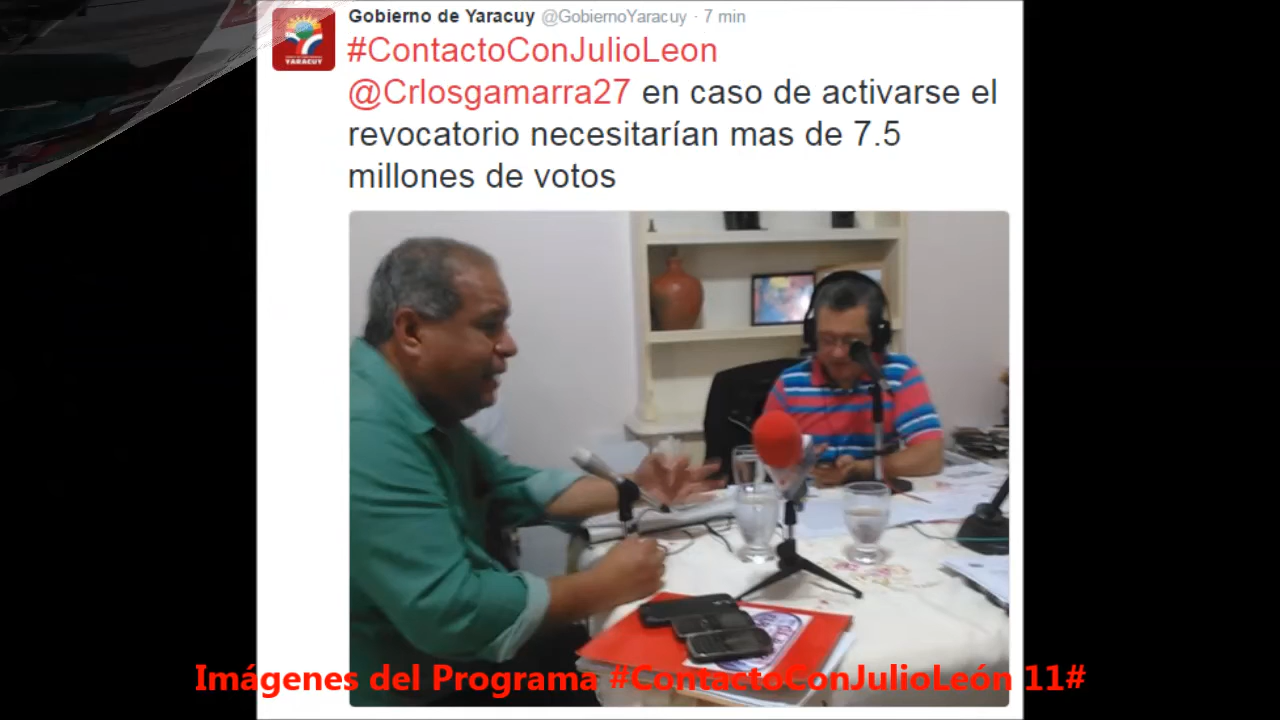 Gobierno de Yaracuy @GobiernoYaracuy · 7 min
#ContactoConJulioLeon
@Crlosgamarra27 en caso de activarse el
revocatorio necesitarían mas de 7.5
millones de votos
YARACUY
Imágenes del Programa #ContactoConJulioLeón 11#